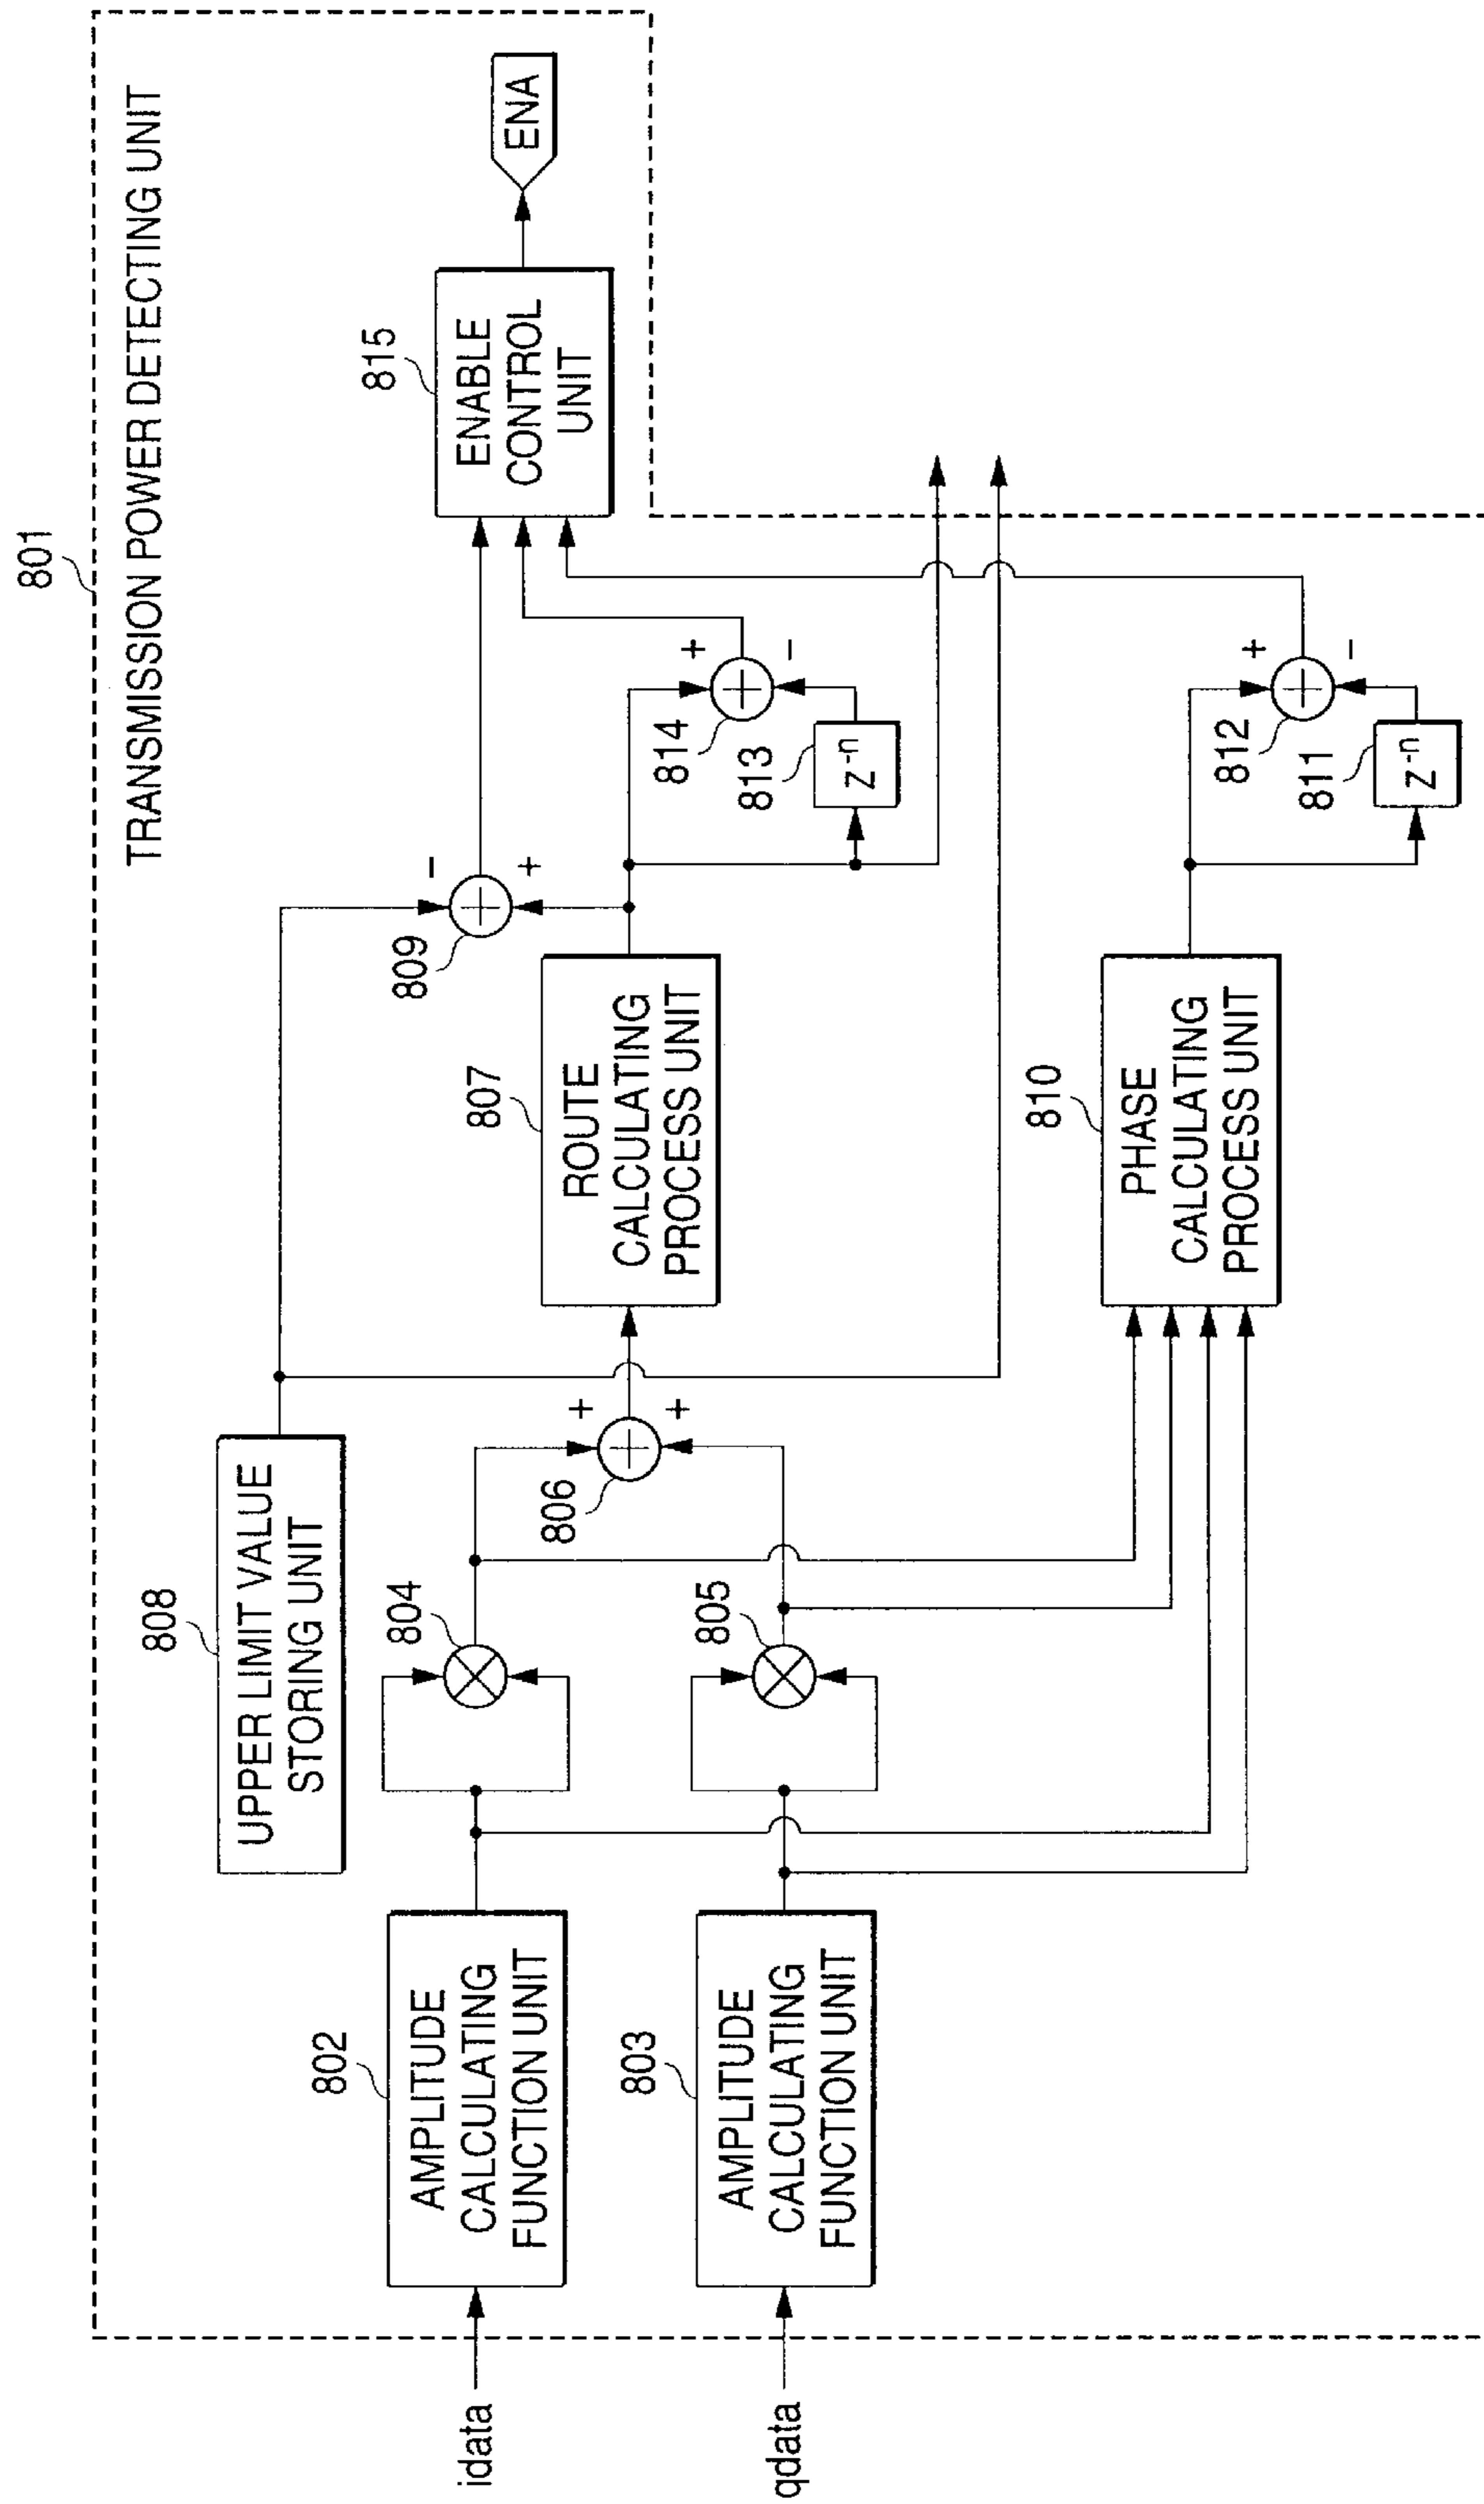 801
TRANSMISSION POWER DETECTING UNIT
808
UPPER LIMIT VALUE
STORING UNIT
815
ENABLE
CONTROL
UNIT
ENA
idata
802
AMPLITUDE
CALCULATING
FUNCTION UNIT
804
806
+
+
807
ROUTE
CALCULATING
PROCESS UNIT
809
-
+
814
+
-
813
z-n
qdata
803
AMPLITUDE
CALCULATING
FUNCTION UNIT
805
810
PHASE
CALCULATING
PROCESS UNIT
812
+
-
811
z-n